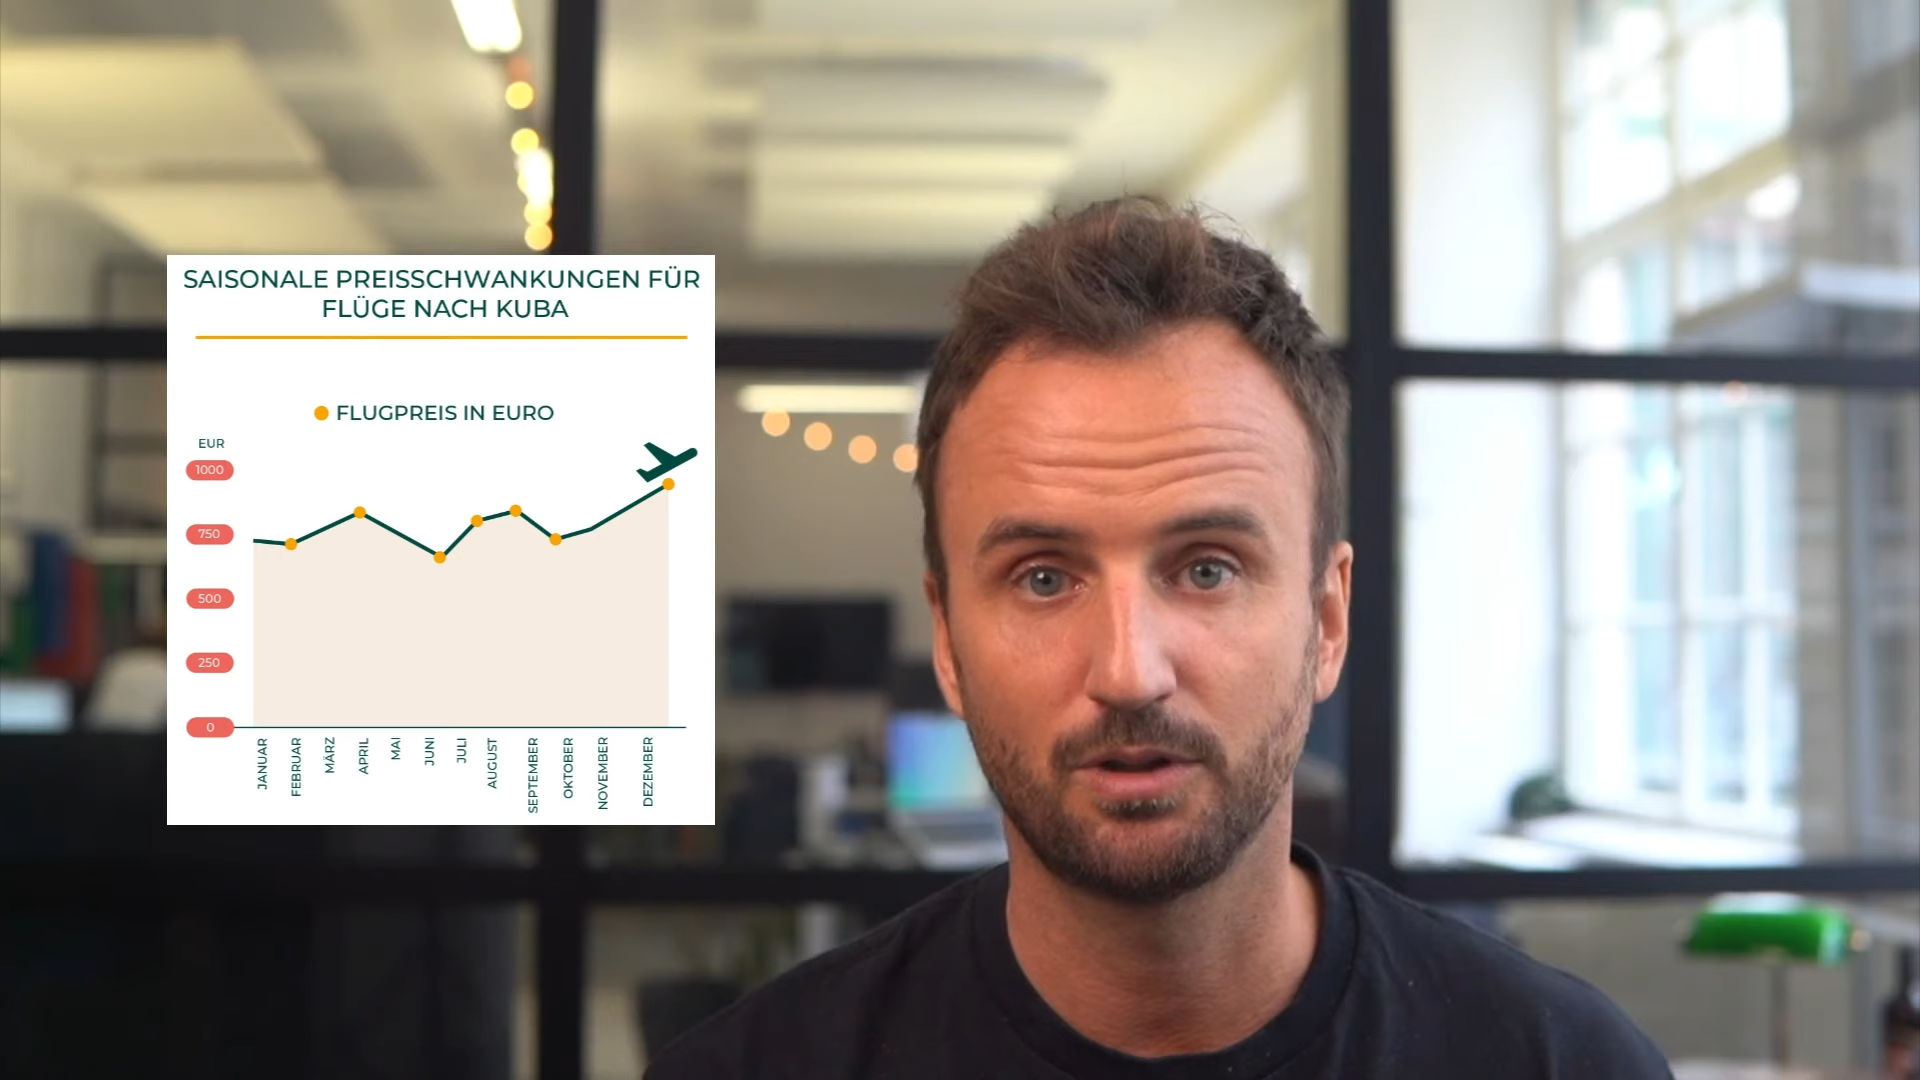 SAISONALE PREISSCHWANKUNGEN FÜR
FLÜGE NACH KUBA
FLUGPREIS IN EURO
EUR
1000
750
500
250
0
JANUAR
FEBRUAR
MÄRZ
APRIL
MAI
JUNI
JULI
AUGUST
SEPTEMBER
OKTOBER
NOVEMBER
DEZEMBER